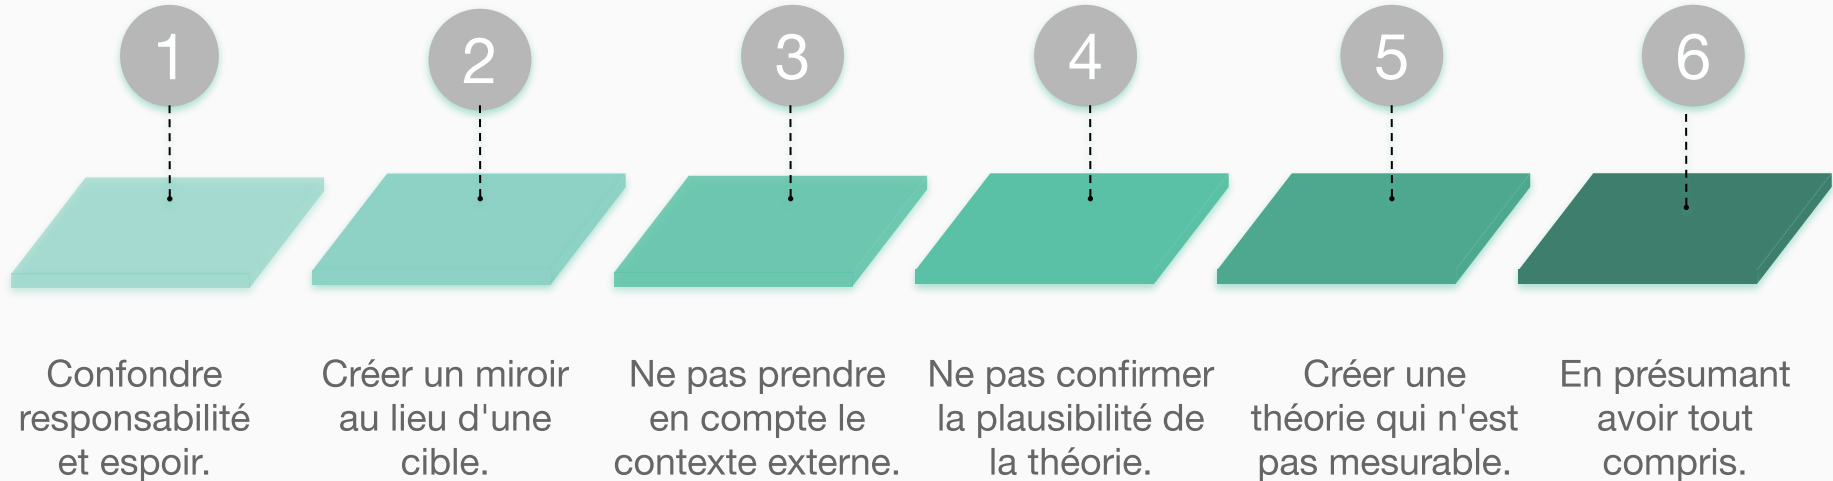 1
2
3
4
5
6
Confondre
responsabilité
et espoir.
Créer un miroir
au lieu d'une
cible.
Ne pas prendre
en compte le
contexte externe.
Ne pas confirmer
la plausibilité de
la théorie.
Créer une
théorie qui n'est
pas mesurable.
En présumant
avoir tout
compris.